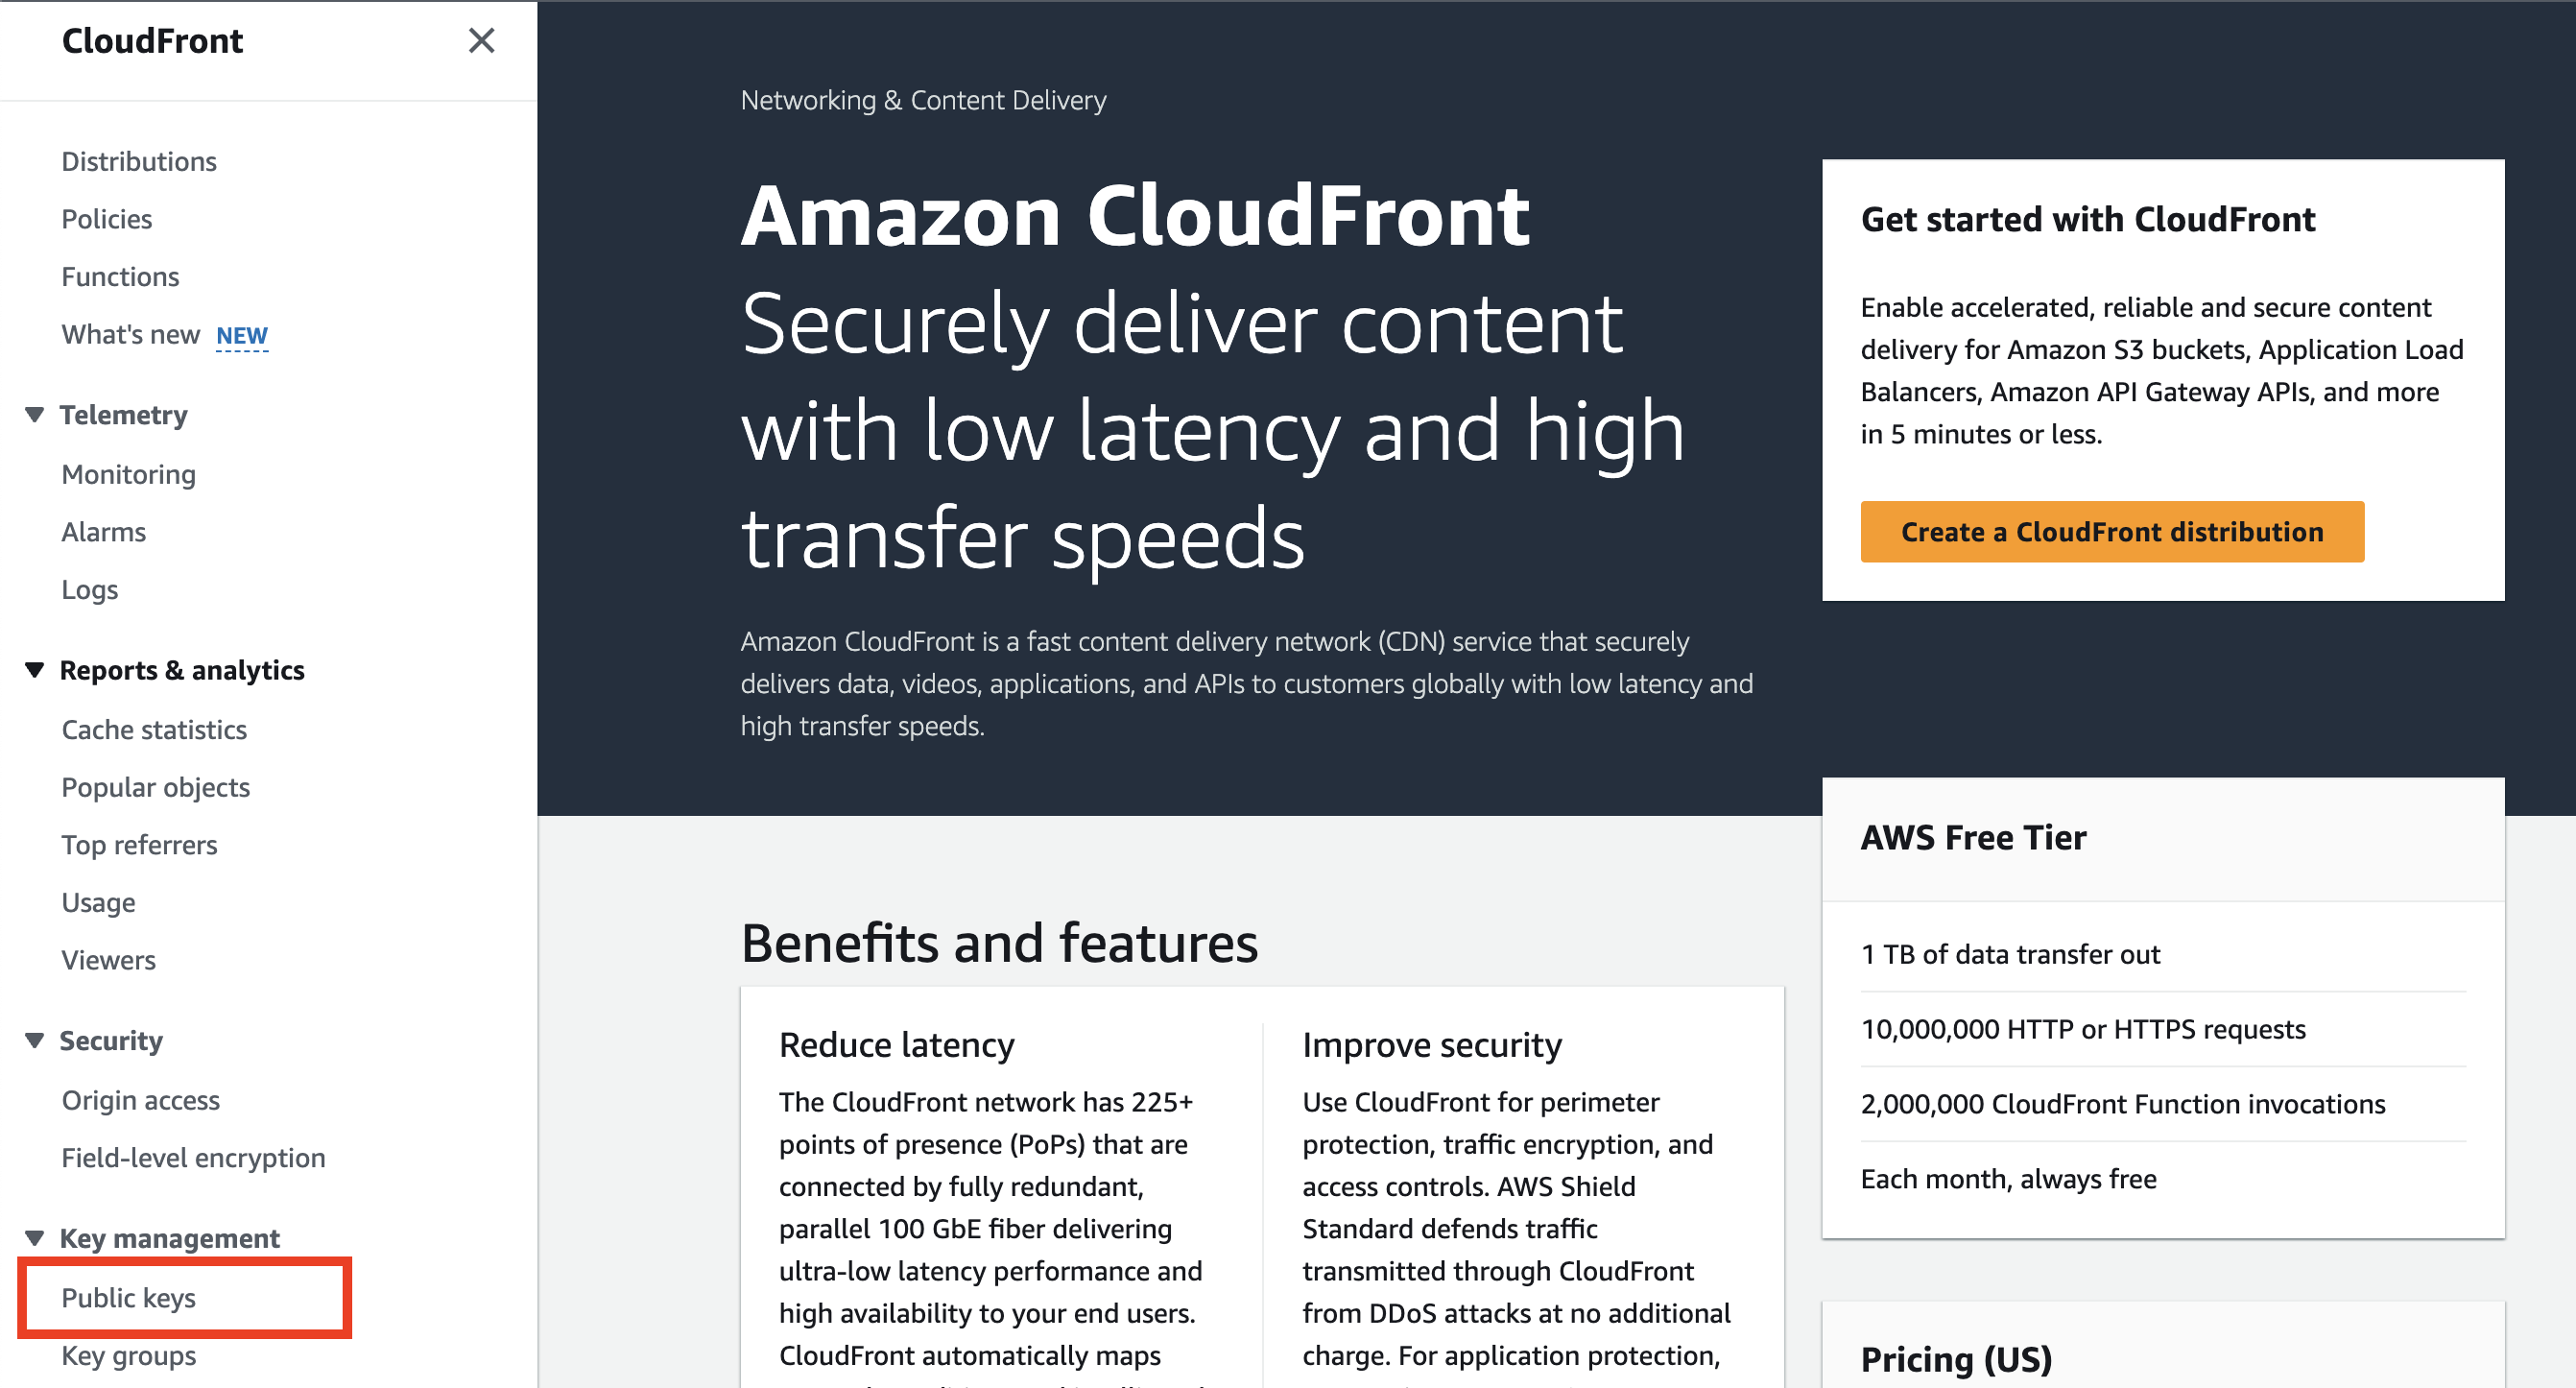 CloudFront
Distributions
Policies
Functions
What's new NEW
Telemetry
Monitoring
Alarms
Logs
Reports & analytics
Cache statistics
Popular objects
Top referrers
Usage
Viewers
Security
Origin access
Field-level encryption
Key management
Public keys
Key groups
Networking & Content Delivery
Amazon CloudFront
Securely deliver content
with low latency and high
transfer speeds
Amazon CloudFront is a fast content delivery network (CDN) service that securely
delivers data, videos, applications, and APIs to customers globally with low latency and
high transfer speeds.
Get started with CloudFront
Enable accelerated, reliable and secure content
delivery for Amazon S3 buckets, Application Load
Balancers, Amazon API Gateway APIs, and more
in 5 minutes or less.
Create a CloudFront distribution
AWS Free Tier
1 TB of data transfer out
10,000,000 HTTP or HTTPS requests
2,000,000 CloudFront Function invocations
Each month, always free
Pricing (US)
Benefits and features
Reduce latency
The CloudFront network has 225+
points of presence (PoPs) that are
connected by fully redundant,
parallel 100 GbE fiber delivering
ultra-low latency performance and
high availability to your end users.
CloudFront automatically maps
Improve security
Use CloudFront for perimeter
protection, traffic encryption, and
access controls. AWS Shield
Standard defends traffic
transmitted through CloudFront
from DDoS attacks at no additional
charge. For application protection,